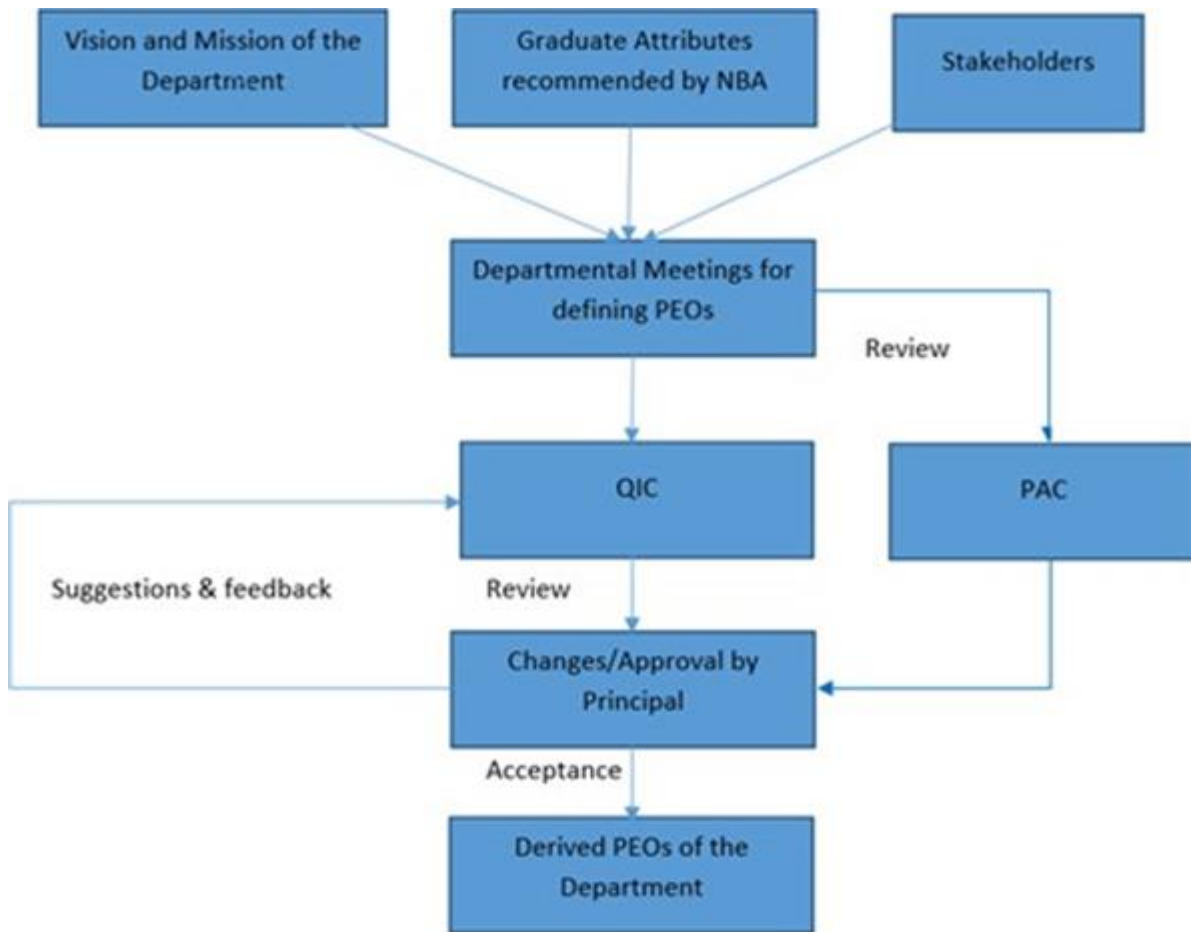 Vision and Mission of the
Department
Graduate Attributes
recommended by NBA
Stakeholders
Departmental Meetings for
defining PEOs
Review
QIC
PAC
Suggestions & feedback
Review
Changes/Approval by
Principal
Acceptance
Derived PEOs of the
Department